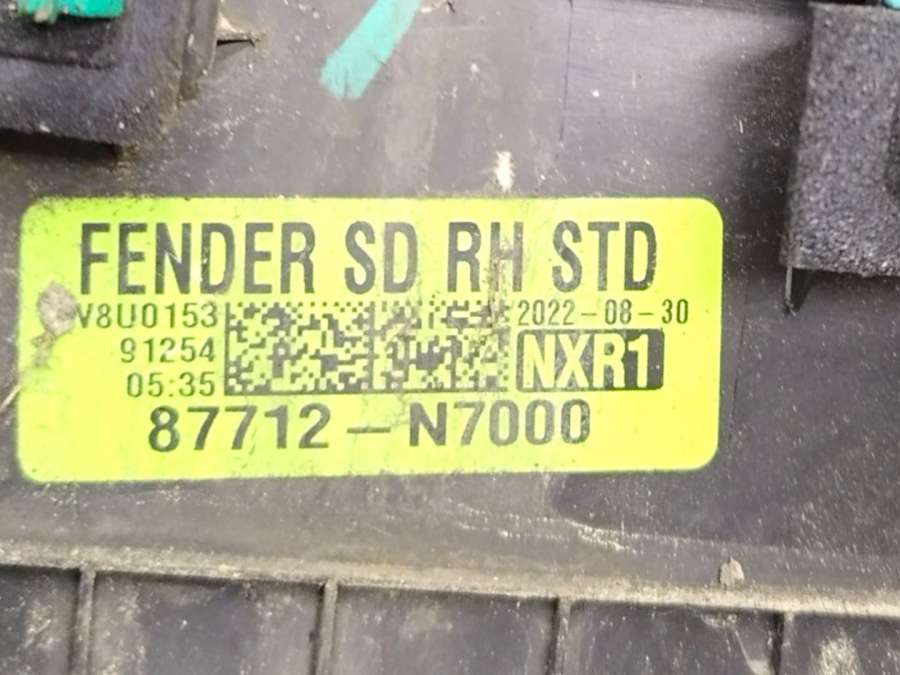 FENDER SD RH STD
V8U0153 2022-08-30
91254 NXR1
05:35
87712-N7000